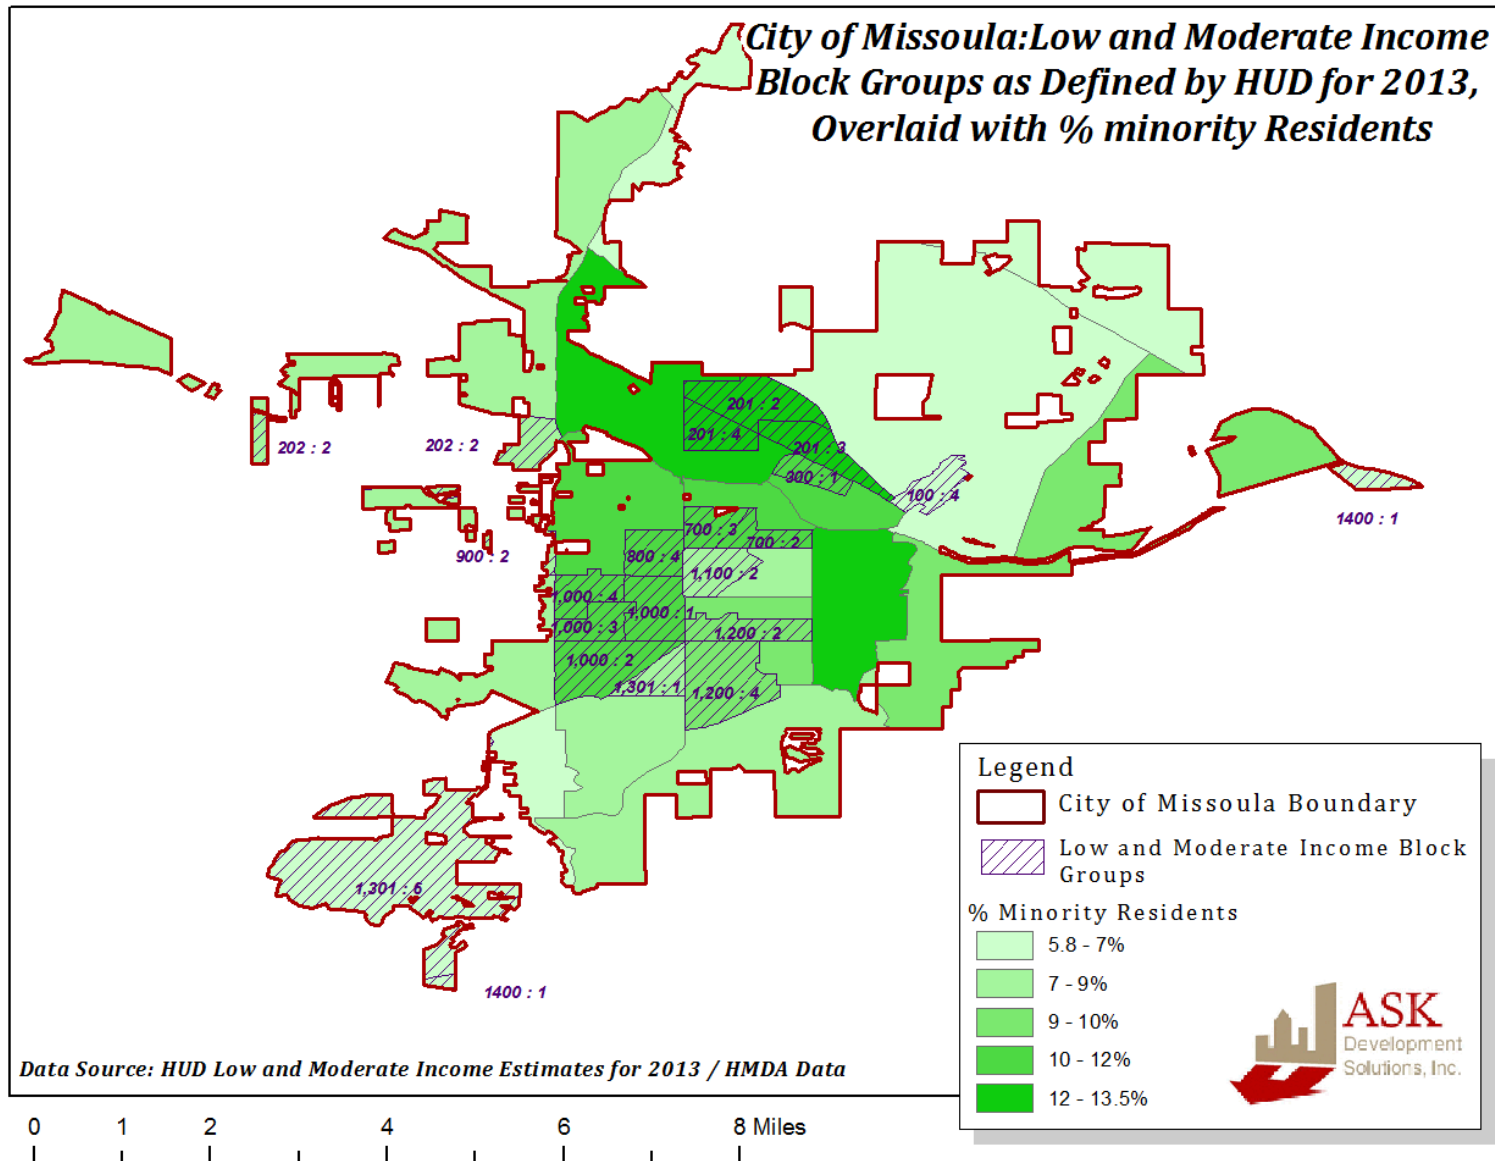 City of Missoula:Low and Moderate Income
Block Groups as Defined by HUD for 2013,
Overlaid with % minority Residents
201 : 2
201 : 4
201 : 3
300 : 1
202 : 2
202 : 2
100 : 4
1400 : 1
700 : 3
700 : 2
900 : 2
800 : 4
1,100 : 2
1,000 : 4
1,000 : 1
1,000 : 3
1,200 : 2
1,000 : 2
1,301 : 1
1,200 : 4
1,301 : 6
1400 : 1
Legend
City of Missoula Boundary
Low and Moderate Income Block
Groups
% Minority Residents
5.8 - 7%
7 - 9%
9 - 10%
10 - 12%
12 - 13.5%
ASK
Development
Solutions, Inc.
Data Source: HUD Low and Moderate Income Estimates for 2013 / HMDA Data
0 1 2 4 6 8 Miles